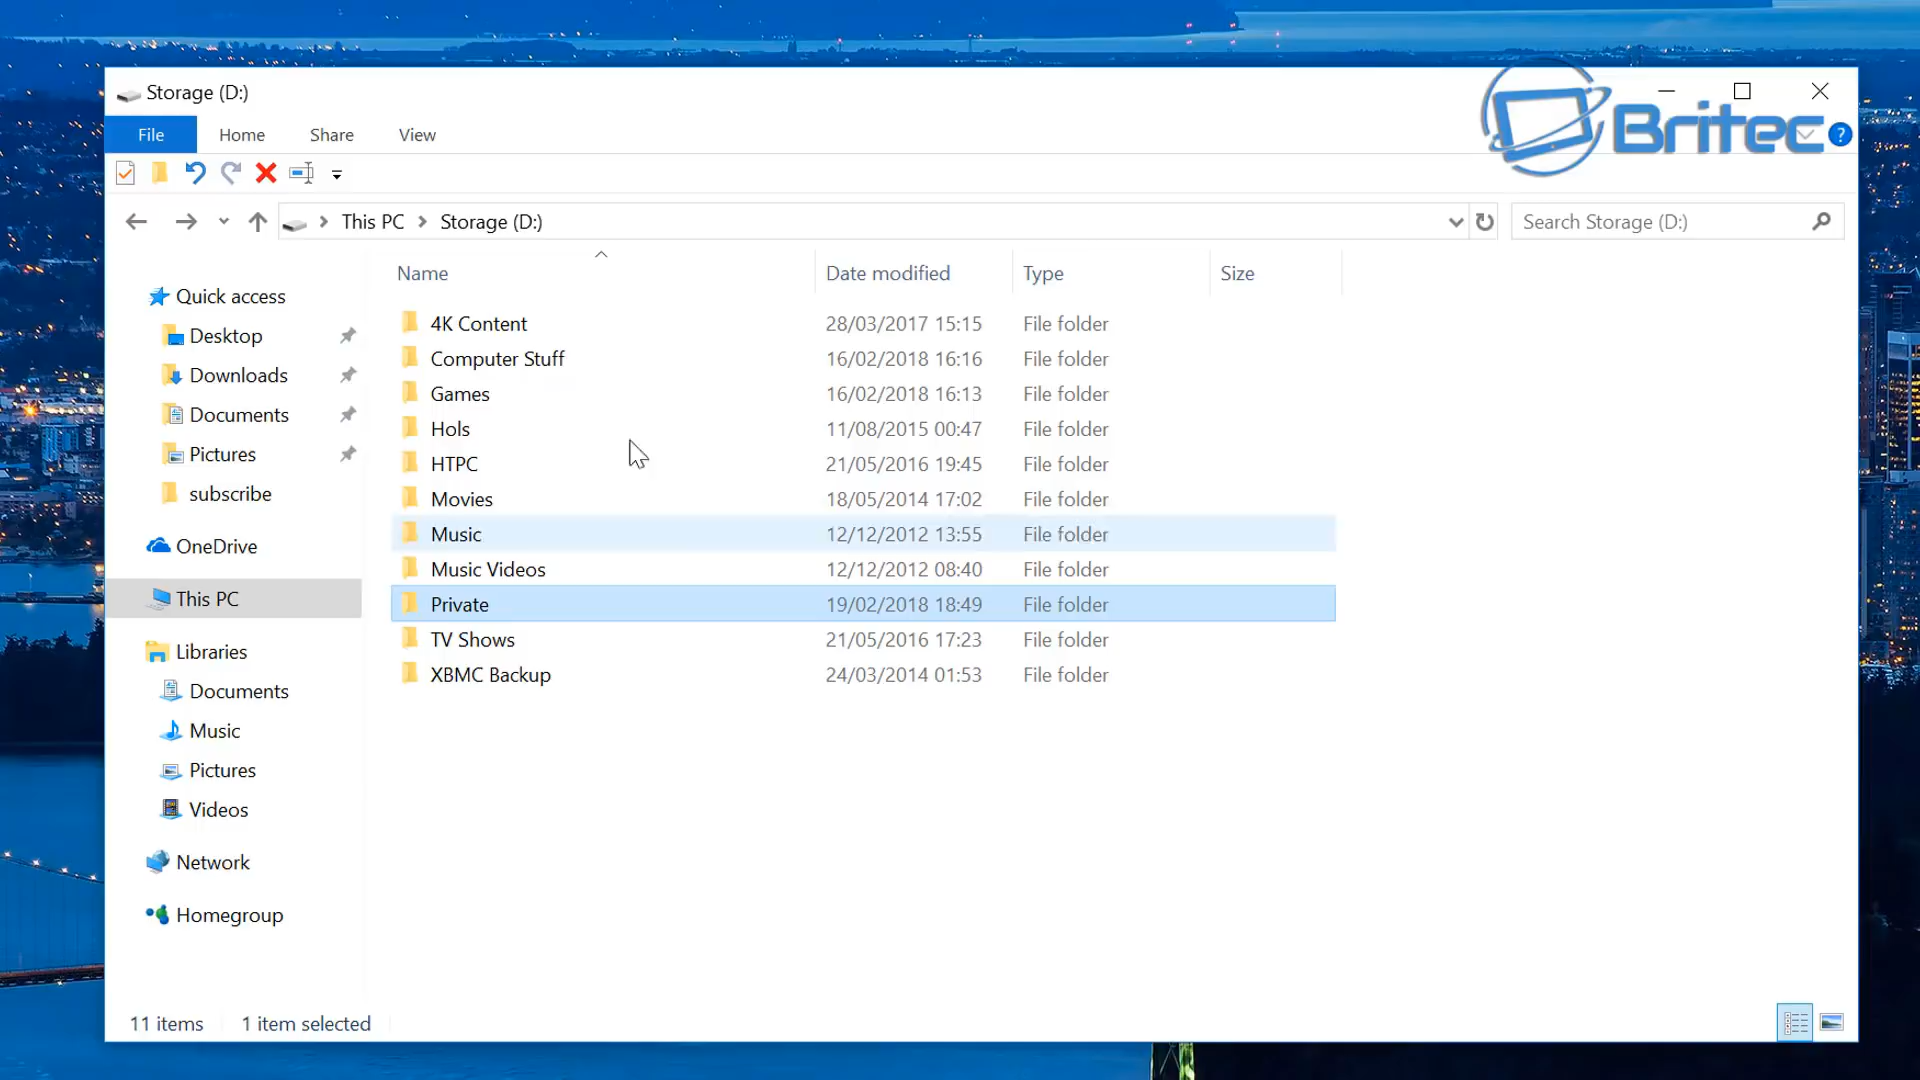 Storage (D:)
Britec
File Home Share View
?
This PC Storage (D:)
Search Storage (D:)
Name Date modified Type Size
Quick access
Desktop
Downloads
Documents
Pictures
subscribe
OneDrive
This PC
Libraries
Documents
Music
Pictures
Videos
Network
Homegroup
4K Content 28/03/2017 15:15 File folder
Computer Stuff 16/02/2018 16:16 File folder
Games 16/02/2018 16:13 File folder
Hols 11/08/2015 00:47 File folder
HTPC 21/05/2016 19:45 File folder
Movies 18/05/2014 17:02 File folder
Music 12/12/2012 13:55 File folder
Music Videos 12/12/2012 08:40 File folder
Private 19/02/2018 18:49 File folder
TV Shows 21/05/2016 17:23 File folder
XBMC Backup 24/03/2014 01:53 File folder
11 items 1 item selected